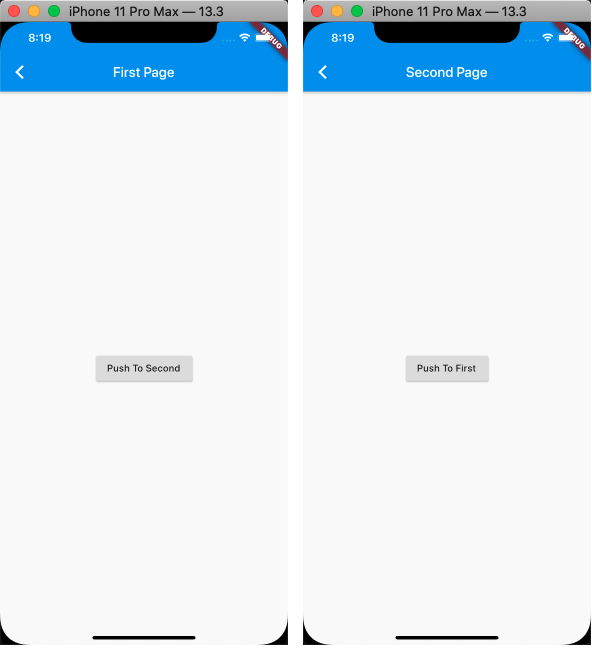 iPhone 11 Pro Max — 13.3
8:19
DEBUG
First Page
Push To Second
iPhone 11 Pro Max — 13.3
8:19
DEBUG
Second Page
Push To First